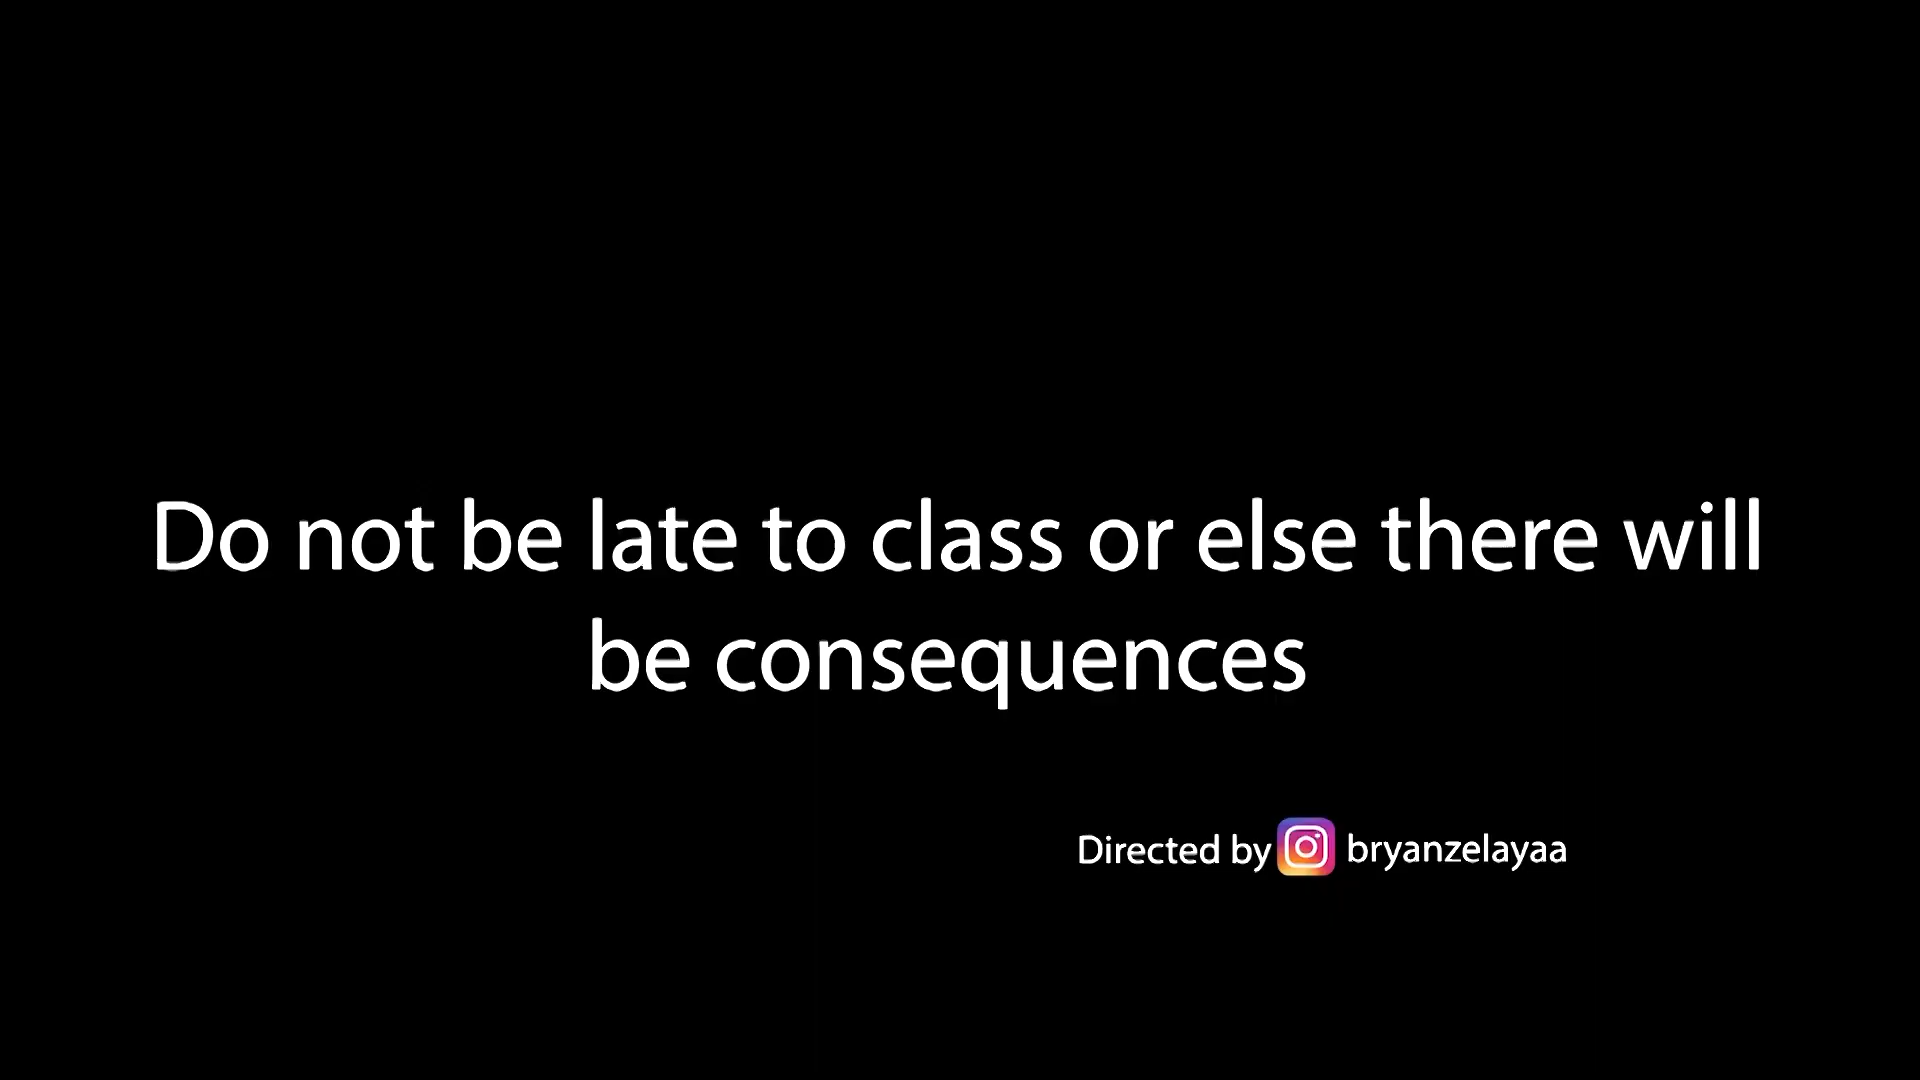 Do not be late to class or else there will
be consequences
Directed by bryanzelayaa